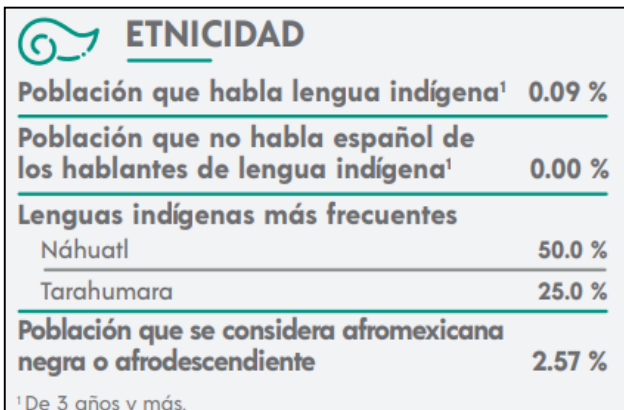 ETNICIDAD
Población que habla lengua indígena¹ 0.09 %
Población que no habla español de
los hablantes de lengua indígena¹ 0.00 %
Lenguas indígenas más frecuentes
Náhuatl 50.0 %
Tarahumara 25.0 %
Población que se considera afromexicana
negra o afrodescendiente 2.57 %
¹ De 3 años y más.